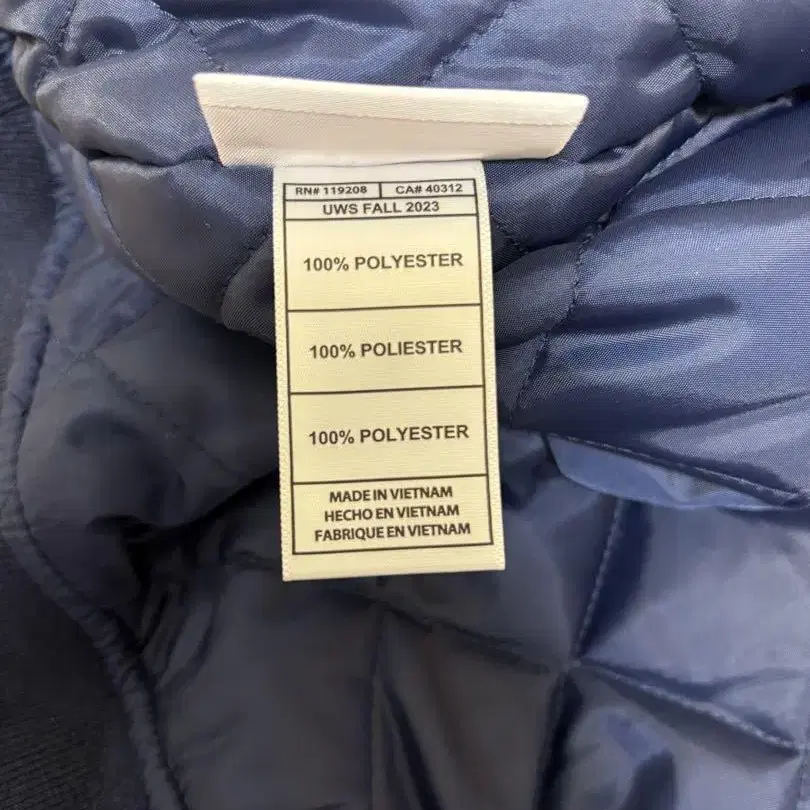 RN# 119208 CA# 40312
UWS FALL 2023
100% POLYESTER
100% POLIESTER
100% POLYESTER
MADE IN VIETNAM
HECHO EN VIETNAM
FABRIQUE EN VIETNAM